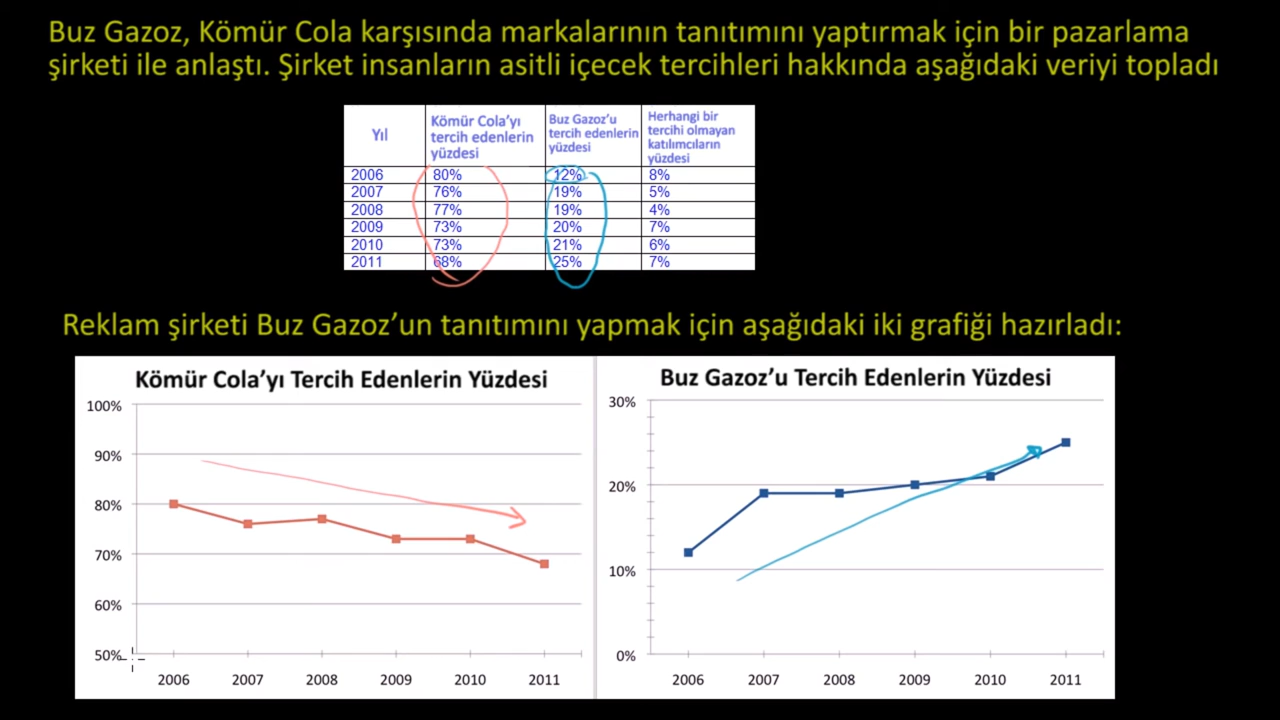 Buz Gazoz, Kömür Cola karşısında markalarının tanıtımını yaptırmak için bir pazarlama
şirketi ile anlaştı. Şirket insanların asitli içecek tercihleri hakkında aşağıdaki veriyi topladı
Yıl
Kömür Cola'yı
tercih edenlerin
yüzdesi
Buz Gazoz'u
tercih edenlerin
yüzdesi
Herhangi bir
tercihi olmayan
katılımcıların
yüzdesi
2006 80% 12% 8%
2007 76% 19% 5%
2008 77% 19% 4%
2009 73% 20% 7%
2010 73% 21% 6%
2011 68% 25% 7%
Reklam şirketi Buz Gazoz'un tanıtımını yapmak için aşağıdaki iki grafiği hazırladı:
Kömür Cola'yı Tercih Edenlerin Yüzdesi
100%
90%
80%
70%
60%
50%
2006 2007 2008 2009 2010 2011
Buz Gazoz'u Tercih Edenlerin Yüzdesi
30%
20%
10%
0%
2006 2007 2008 2009 2010 2011